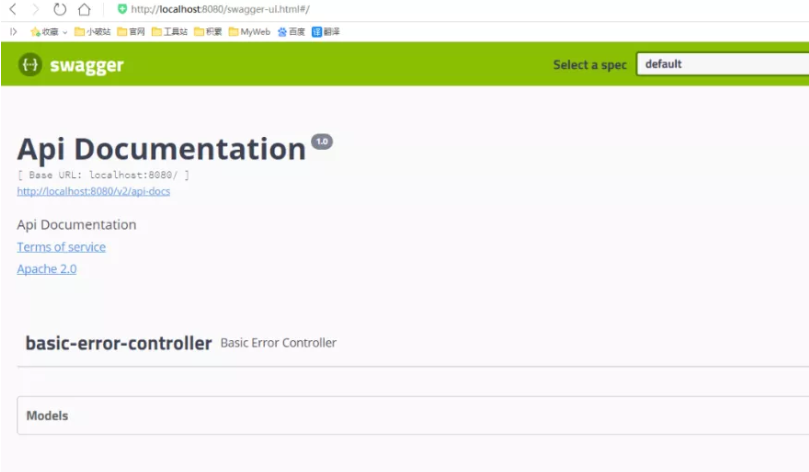 http://localhost:8080/swagger-ui.html#/
收藏 小破站 官网 工具站 积累 MyWeb 百度 翻译
{--} swagger Select a spec default
Api Documentation 1.0
[ Base URL: localhost:8080/ ]
http://localhost:8080/v2/api-docs
Api Documentation
Terms of service
Apache 2.0
basic-error-controller Basic Error Controller
Models